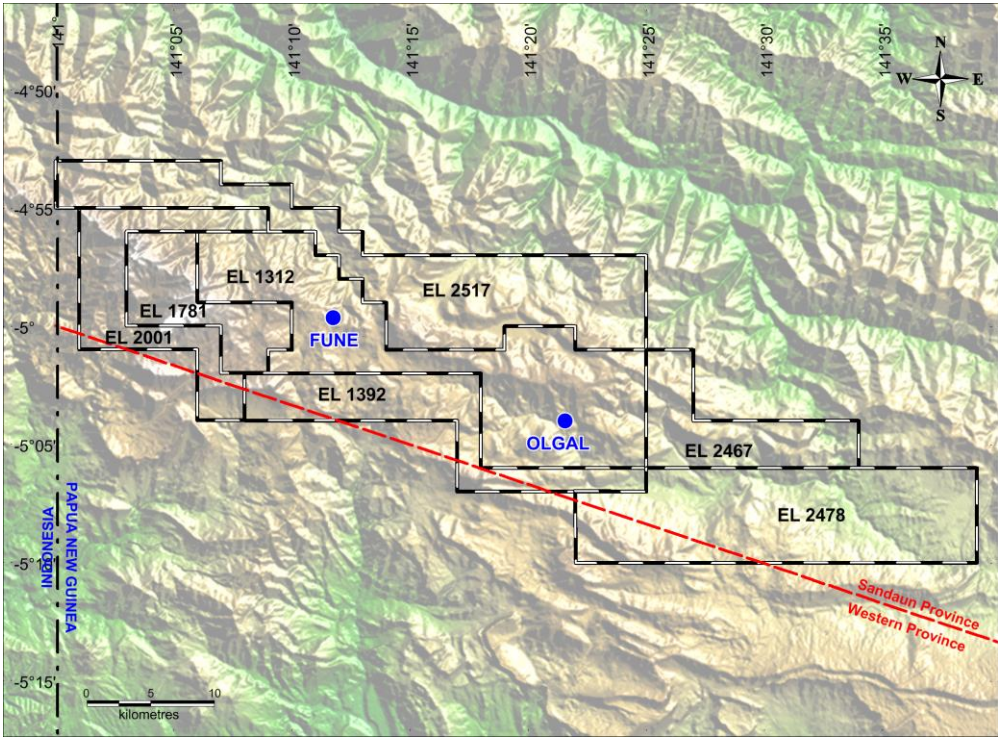 141°
141°05'
141°10'
141°15'
141°20'
141°25'
141°30'
141°35'
N
W
E
S
-4°50'
-4°55'
-5°
-5°05'
-5°10'
-5°15'
EL 1312
EL 2517
EL 1781
FUNE
EL 2001
EL 1392
OLGAL
EL 2467
EL 2478
INDONESIA
PAPUA NEW GUINEA
Sandaun Province
Western Province
0 5 10
kilometres